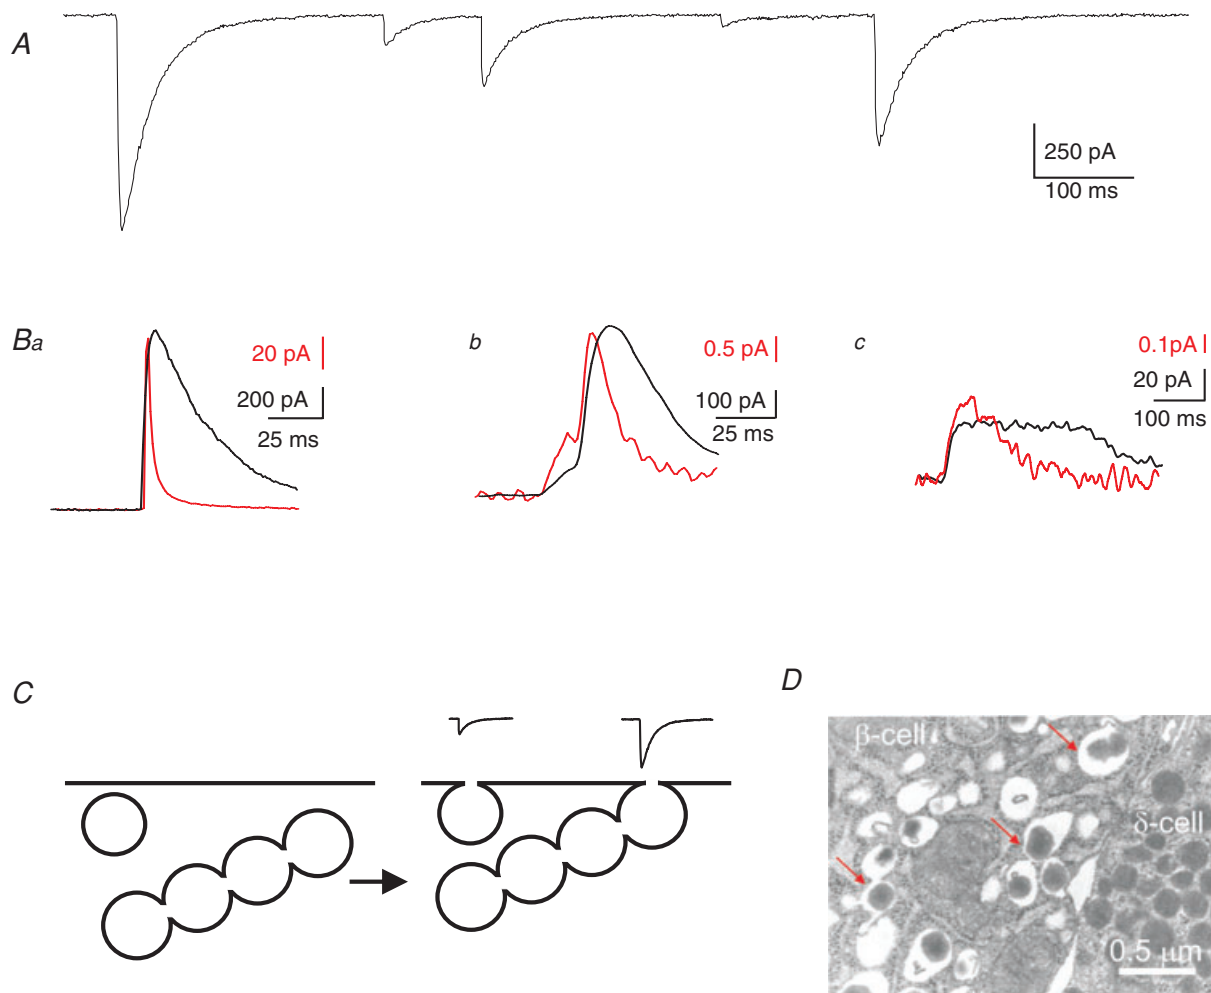 A
250 pA
100 ms
Ba
20 pA
200 pA
25 ms
b
0.5 pA
100 pA
25 ms
c
0.1pA
20 pA
100 ms
C
D
β-cell
δ-cell
0.5 μm